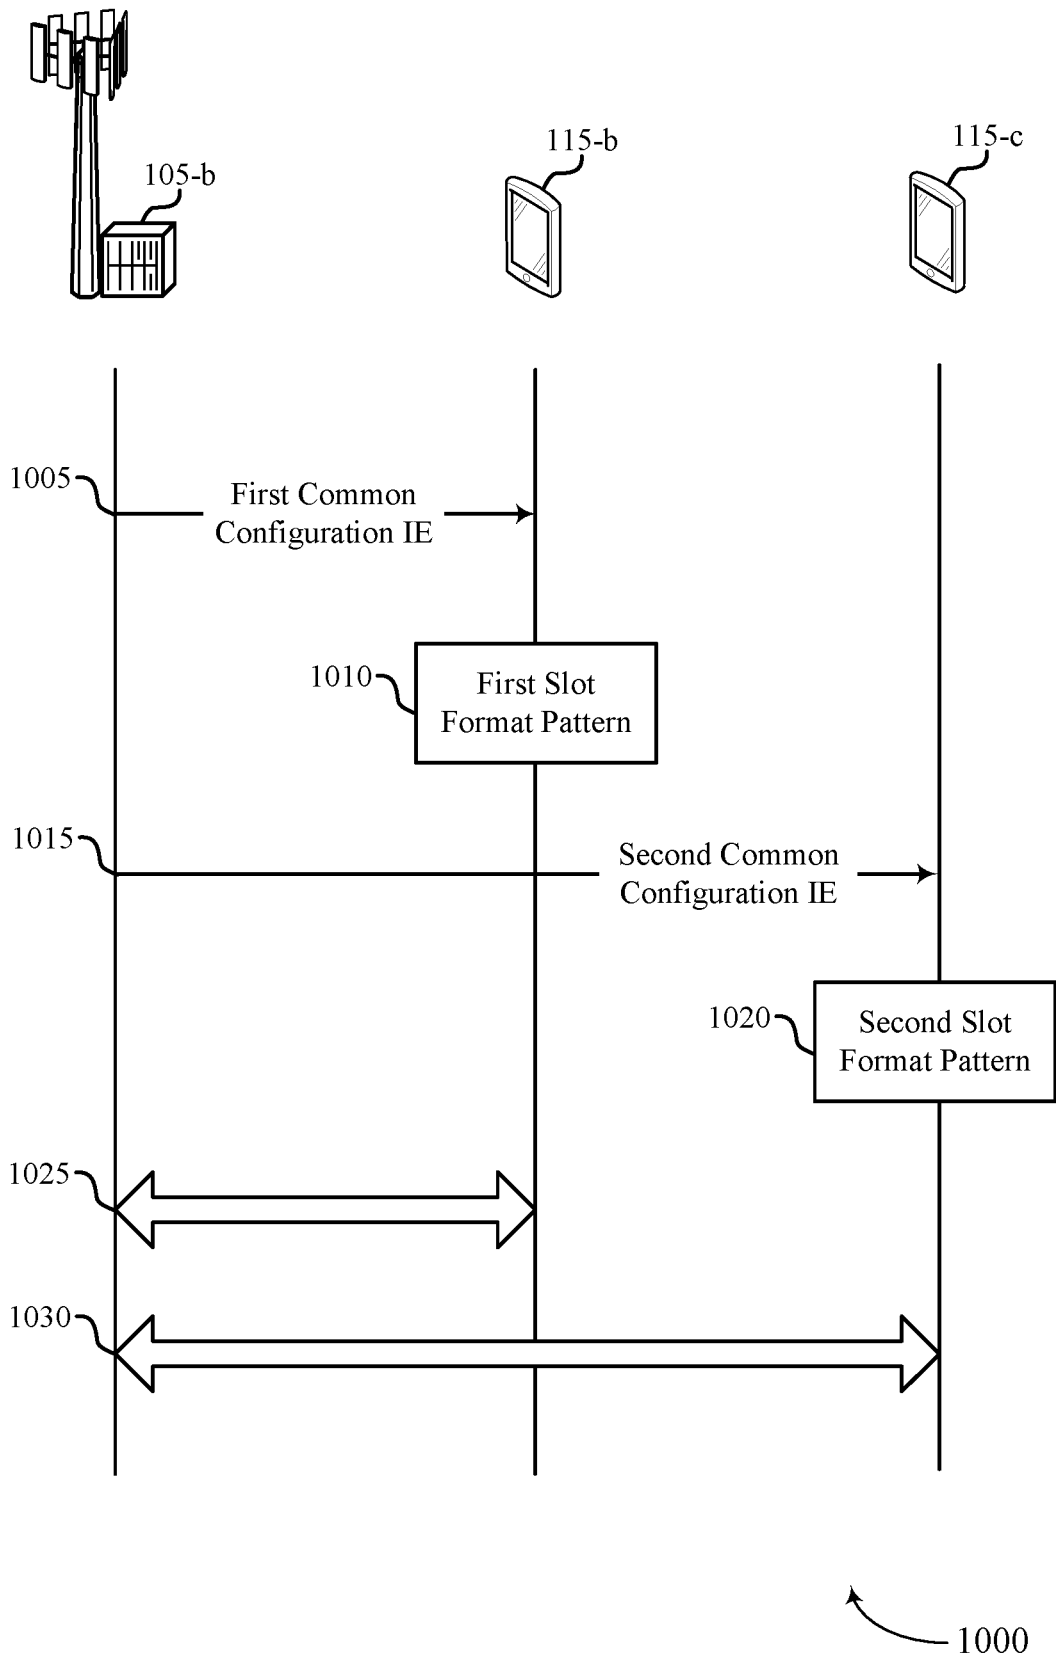 105-b
115-b
115-c
1005
First Common
Configuration IE
1010
First Slot
Format Pattern
1015
Second Common
Configuration IE
1020
Second Slot
Format Pattern
1025
1030
1000